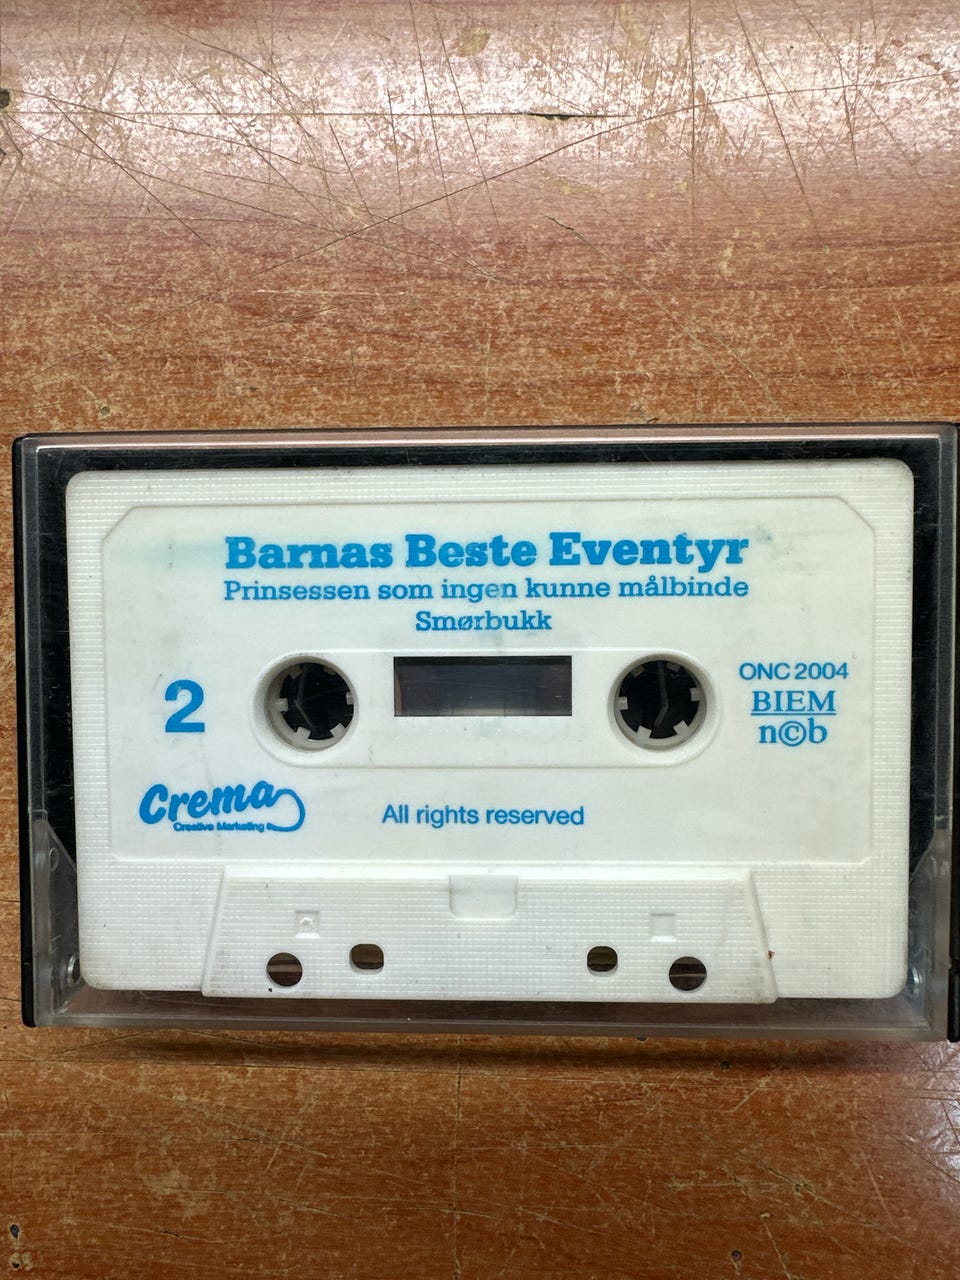 Barnas Beste Eventyr
Prinsessen som ingen kunne målbinde
Smørbukk
2
ONC 2004
BIEM
n©b
Crema
Creative Marketing
All rights reserved